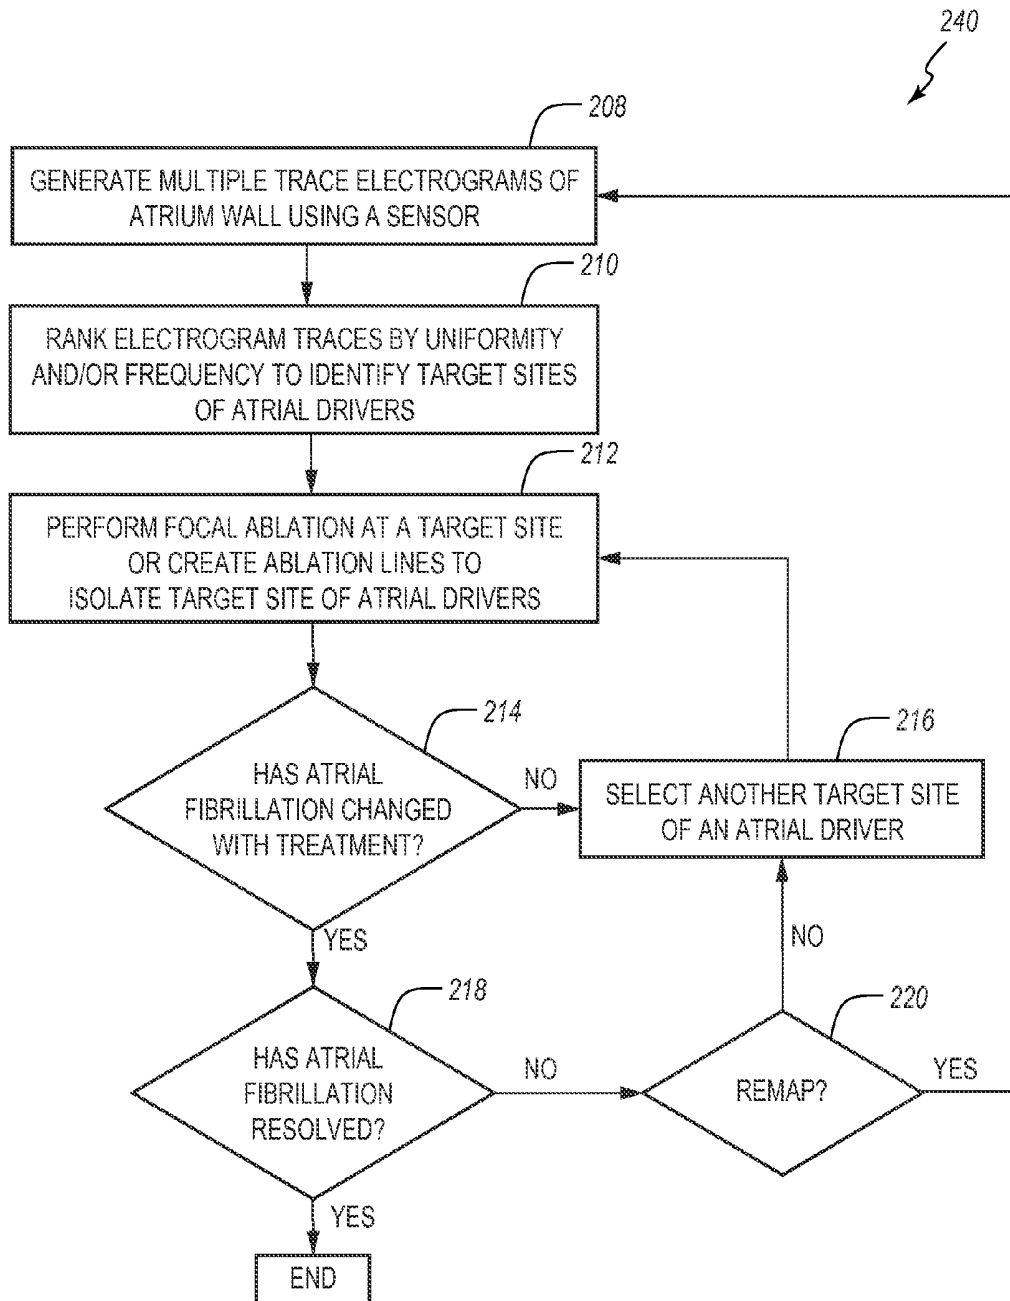 240
208
GENERATE MULTIPLE TRACE ELECTROGRAMS OF
ATRIUM WALL USING A SENSOR
210
RANK ELECTROGRAM TRACES BY UNIFORMITY
AND/OR FREQUENCY TO IDENTIFY TARGET SITES
OF ATRIAL DRIVERS
212
PERFORM FOCAL ABLATION AT A TARGET SITE
OR CREATE ABLATION LINES TO
ISOLATE TARGET SITE OF ATRIAL DRIVERS
214
HAS ATRIAL
FIBRILLATION CHANGED
WITH TREATMENT?
NO
216
SELECT ANOTHER TARGET SITE
OF AN ATRIAL DRIVER
YES
NO
218
HAS ATRIAL
FIBRILLATION
RESOLVED?
NO
220
REMAP?
YES
YES
END